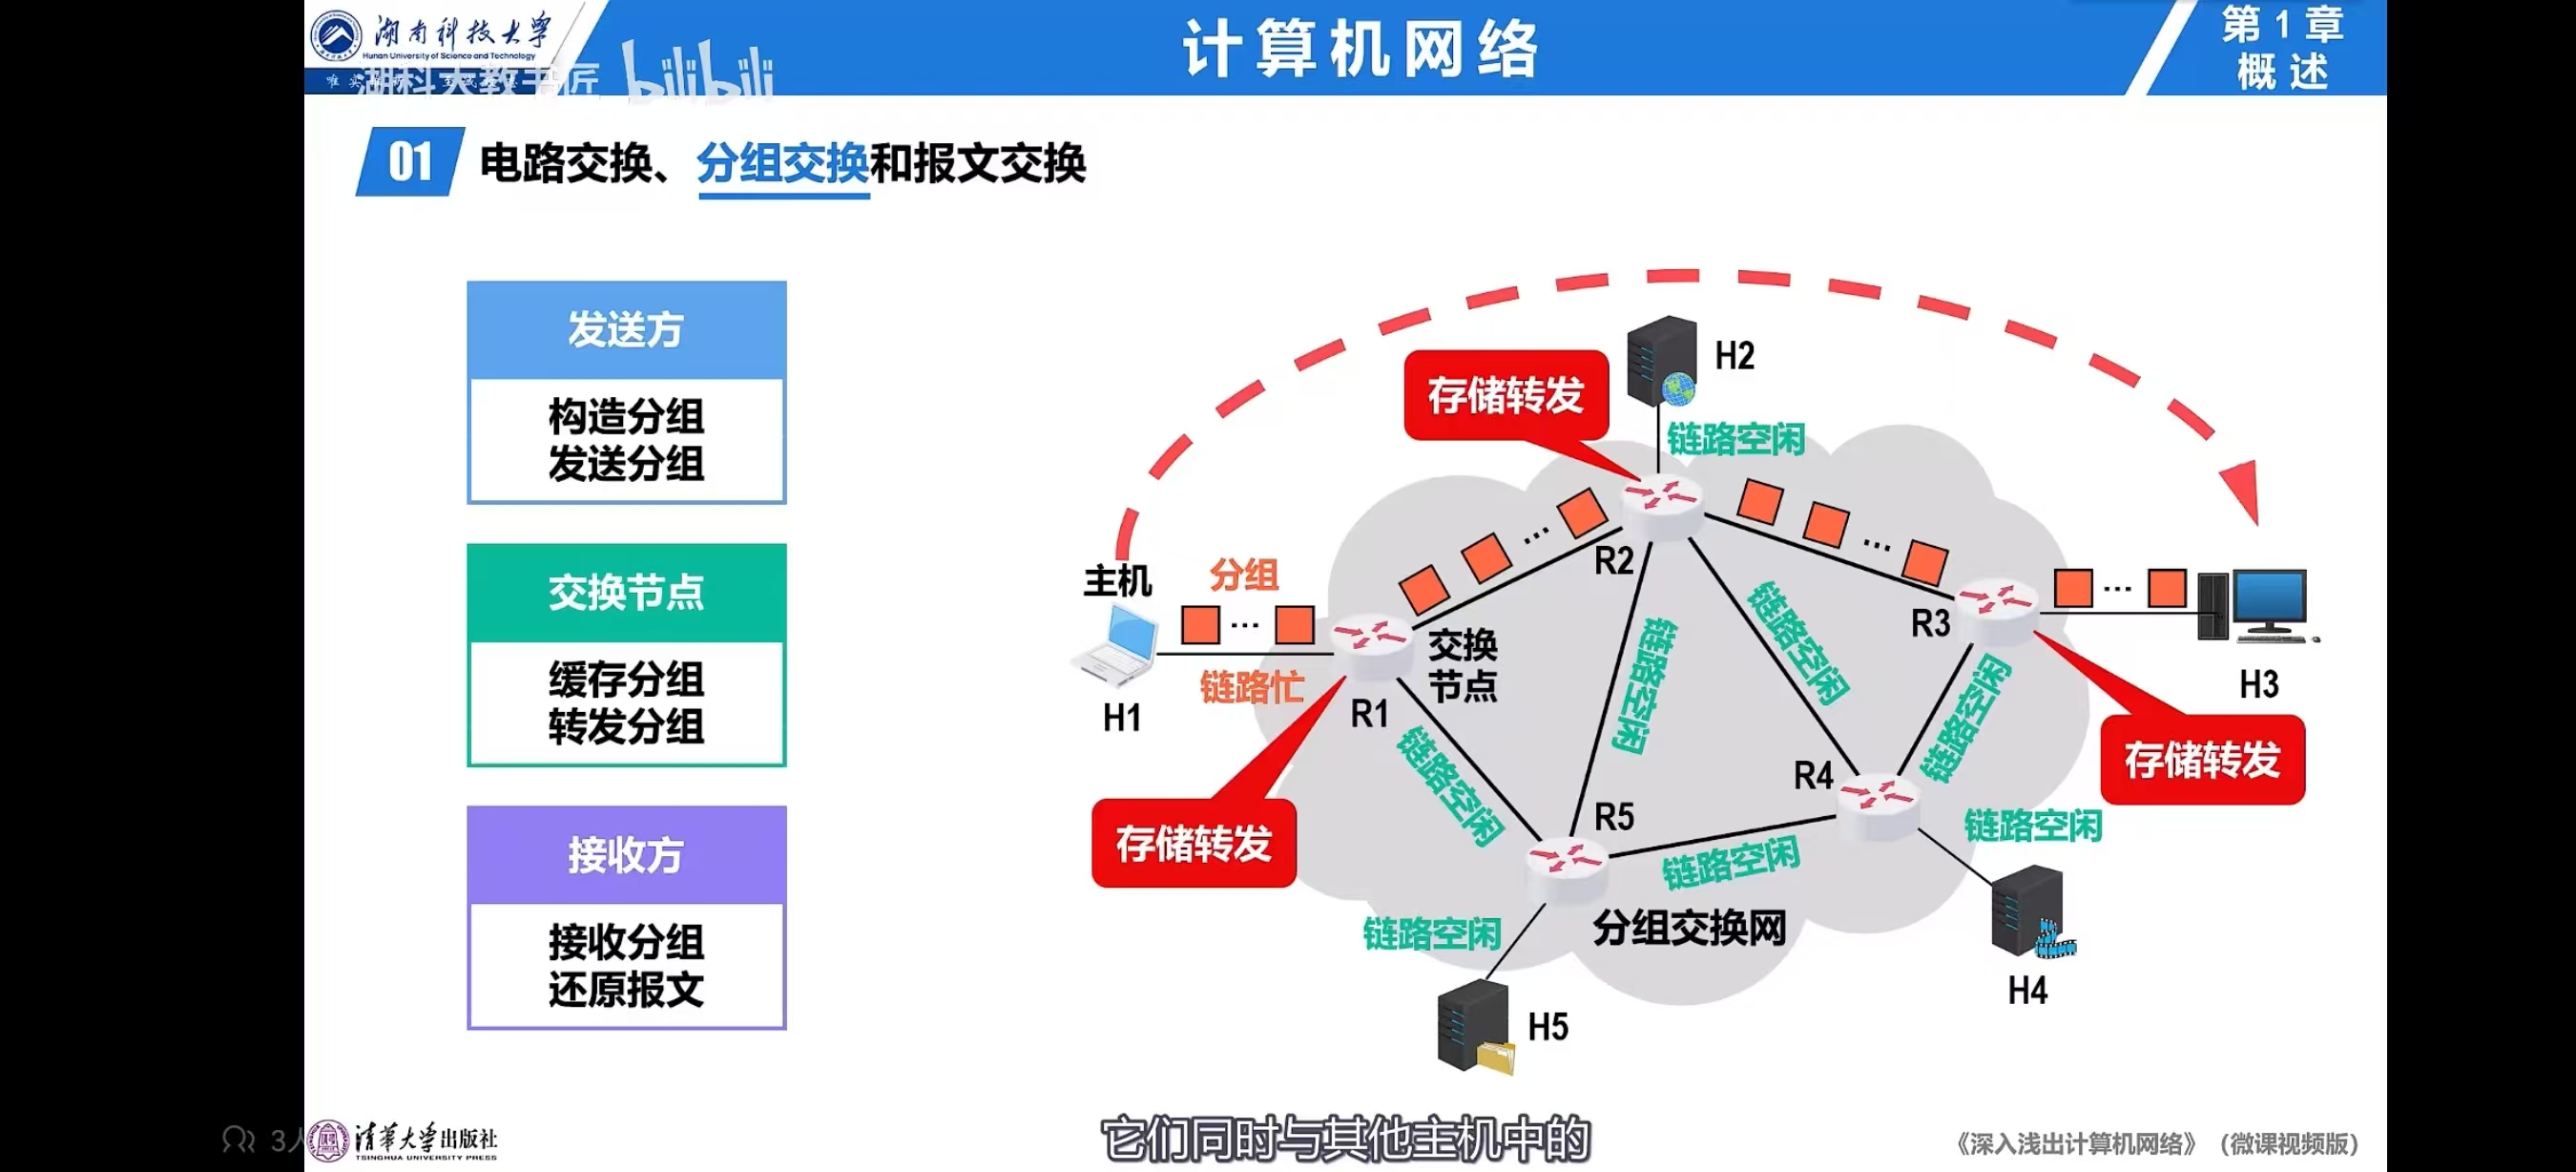 湖南科技大学
Hunan University of Science and Technology
湖科大教书匠 bilibili
计算机网络
第1章
概述
01 电路交换、分组交换和报文交换
发送方
构造分组
发送分组
交换节点
缓存分组
转发分组
接收方
接收分组
还原报文
H2
存储转发
链路空闲
主机
分组
R2
R3
链路忙
交换
节点
H1
R1
链路空闲
链路空闲
链路空闲
链路空闲
H3
存储转发
存储转发
R4
R5
链路空闲
链路空闲
链路空闲
分组交换网
H4
H5
3人
清华大学出版社
TSINGHUA UNIVERSITY PRESS
它们同时与其他主机中的
《深入浅出计算机网络》（微课视频版）